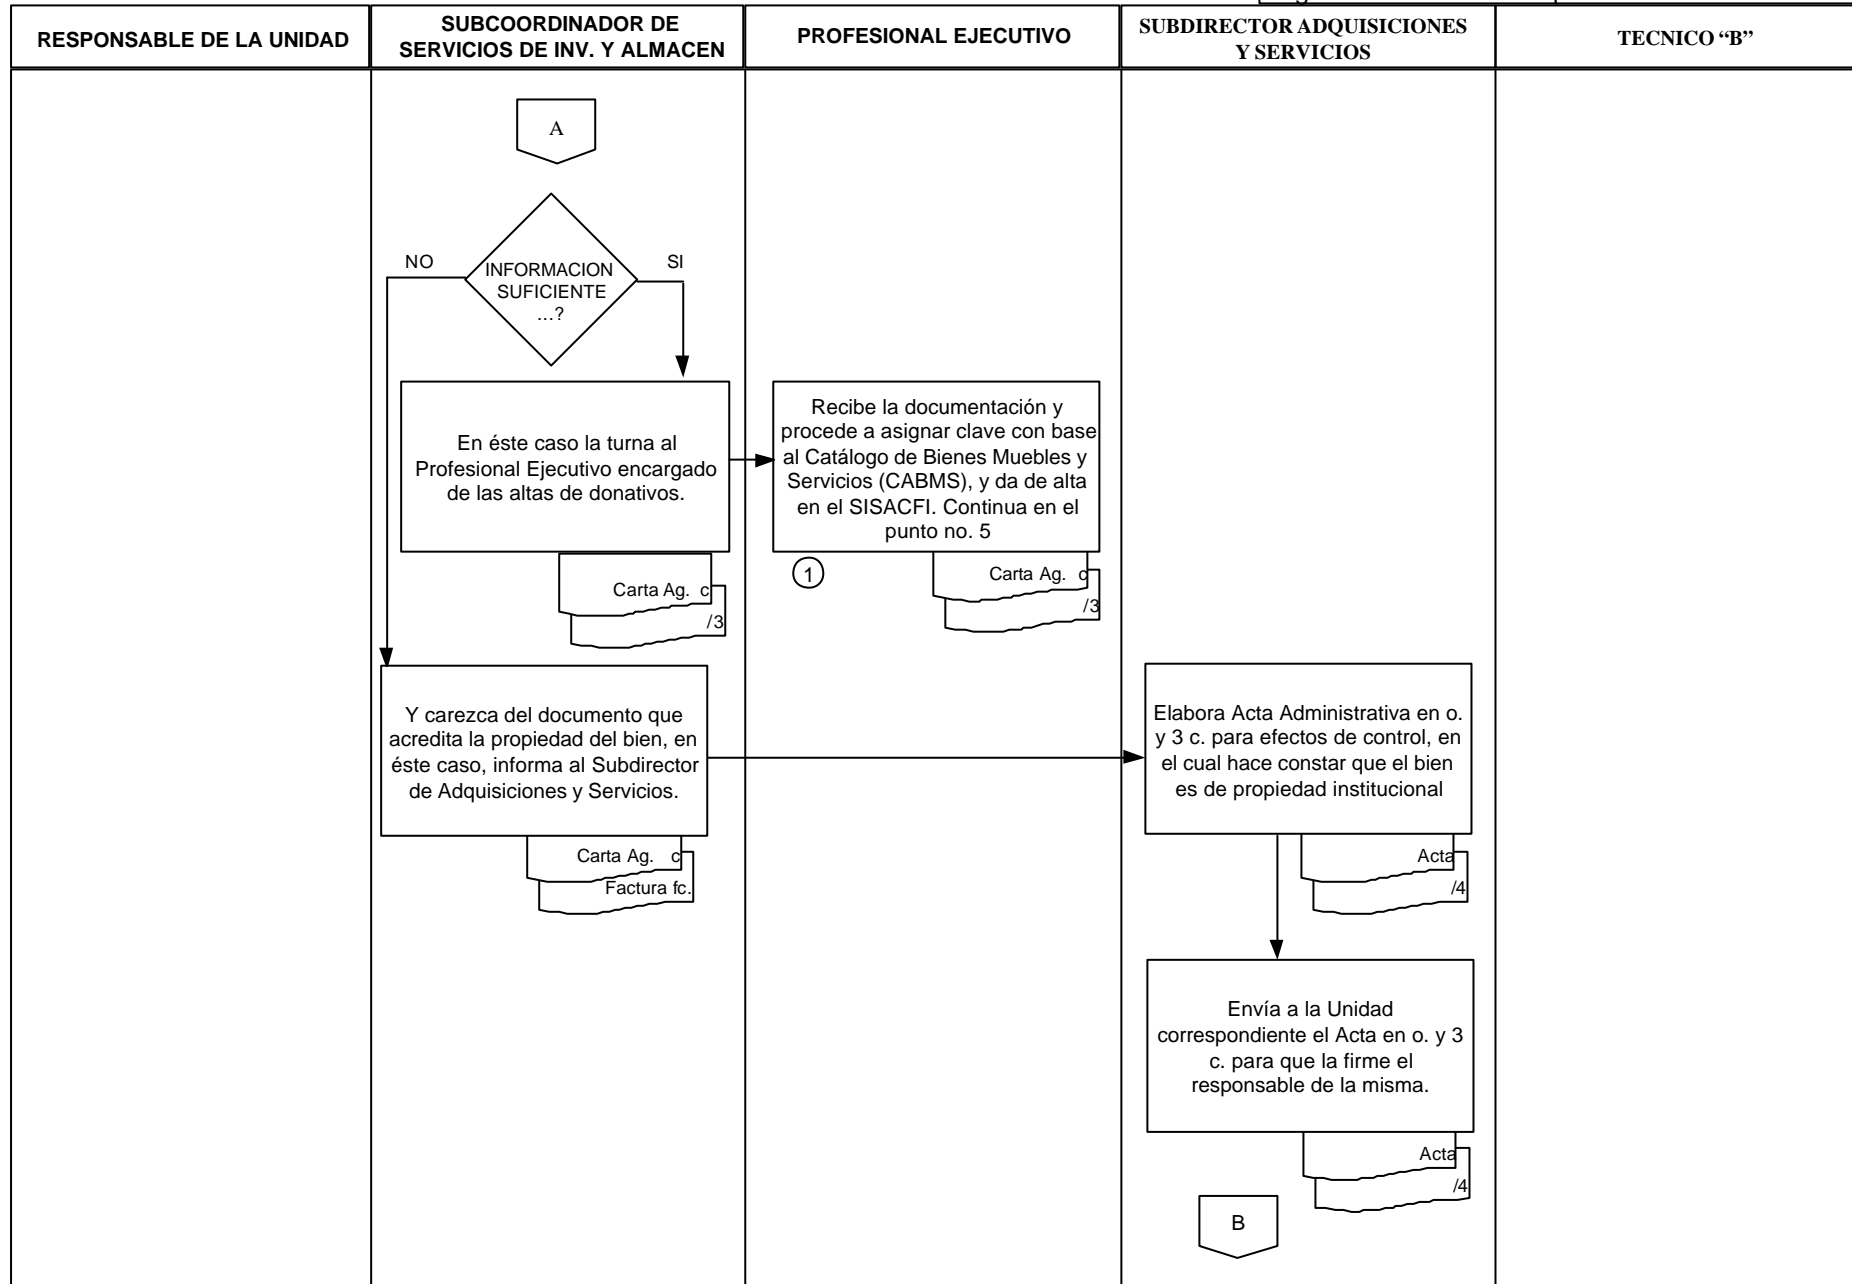 RESPONSABLE DE LA UNIDAD
SUBCOORDINADOR DE
SERVICIOS DE INV. Y ALMACEN
PROFESIONAL EJECUTIVO
SUBDIRECTOR ADQUISICIONES
Y SERVICIOS
TECNICO “B”
A
NO
INFORMACION
SUFICIENTE
...?
SI
En éste caso la turna al
Profesional Ejecutivo encargado
de las altas de donativos.
Carta Ag. c
/3
Recibe la documentación y
procede a asignar clave con base
al Catálogo de Bienes Muebles y
Servicios (CABMS), y da de alta
en el SISACFI. Continua en el
punto no. 5
1
Carta Ag. c
/3
Y carezca del documento que
acredita la propiedad del bien, en
éste caso, informa al Subdirector
de Adquisiciones y Servicios.
Carta Ag. c
Factura fc.
Elabora Acta Administrativa en o.
y 3 c. para efectos de control, en
el cual hace constar que el bien
es de propiedad institucional
Acta
/4
Envía a la Unidad
correspondiente el Acta en o. y 3
c. para que la firme el
responsable de la misma.
Acta
/4
B